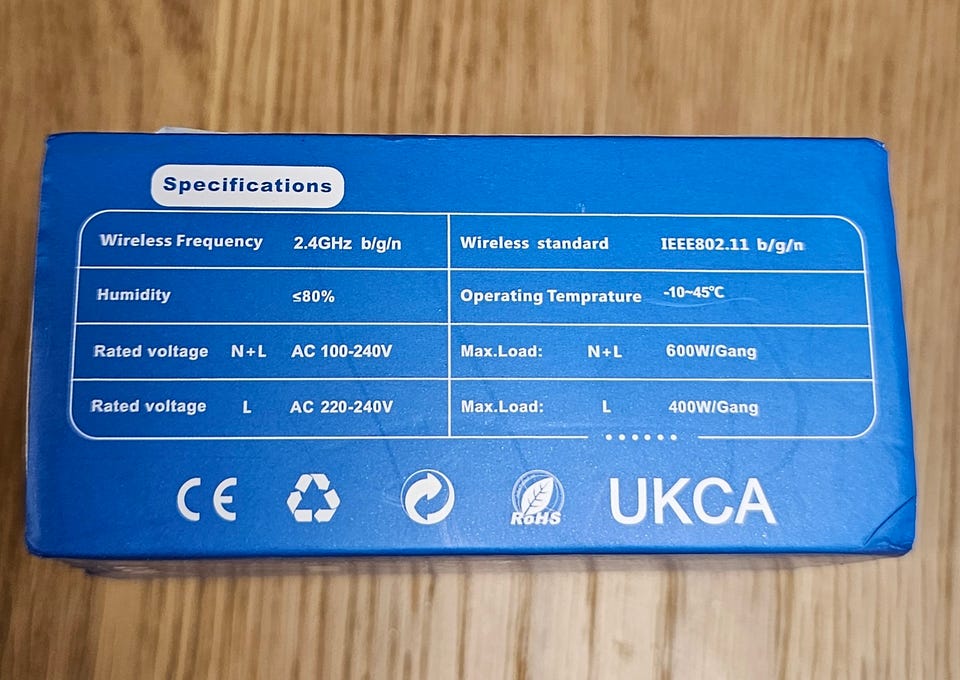 Specifications
Wireless Frequency 2.4GHz b/g/n Wireless standard IEEE802.11 b/g/n
Humidity ≤80% Operating Temprature -10~45℃
Rated voltage N+L AC 100-240V Max.Load: N+L 600W/Gang
Rated voltage L AC 220-240V Max.Load: L 400W/Gang
CE RoHS UKCA